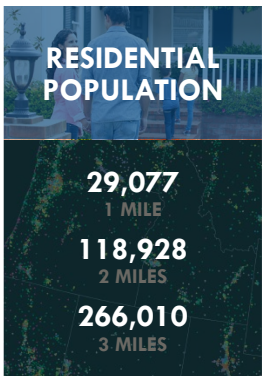 RESIDENTIAL
POPULATION
29,077
1 MILE
118,928
2 MILES
266,010
3 MILES